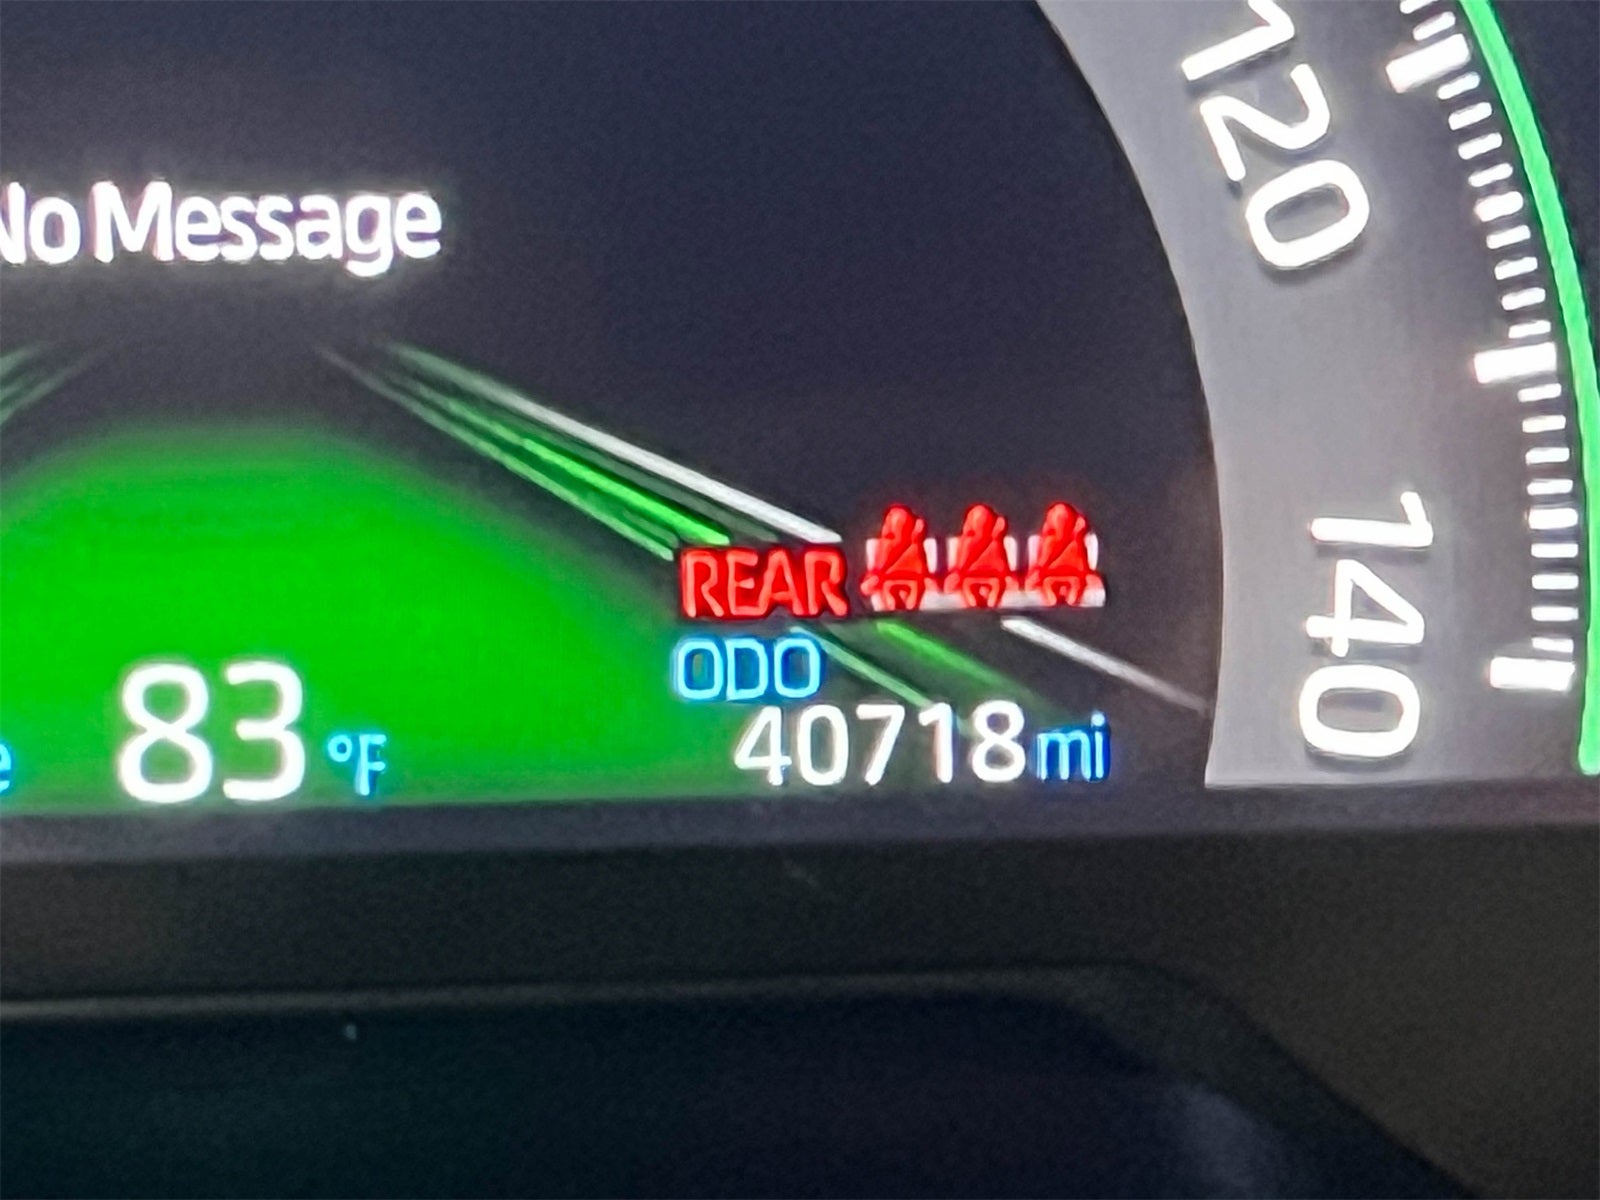 No Message
120
140
REAR
ODO
83 °F
40718 mi